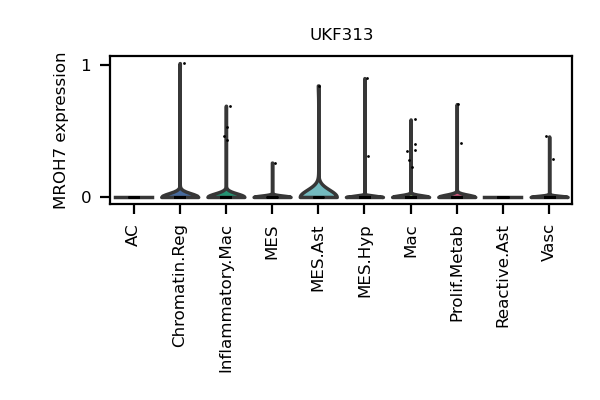 UKF313
MROH7 expression
1
0
AC
Chromatin.Reg
Inflammatory.Mac
MES
MES.Ast
MES.Hyp
Mac
Prolif.Metab
Reactive.Ast
Vasc